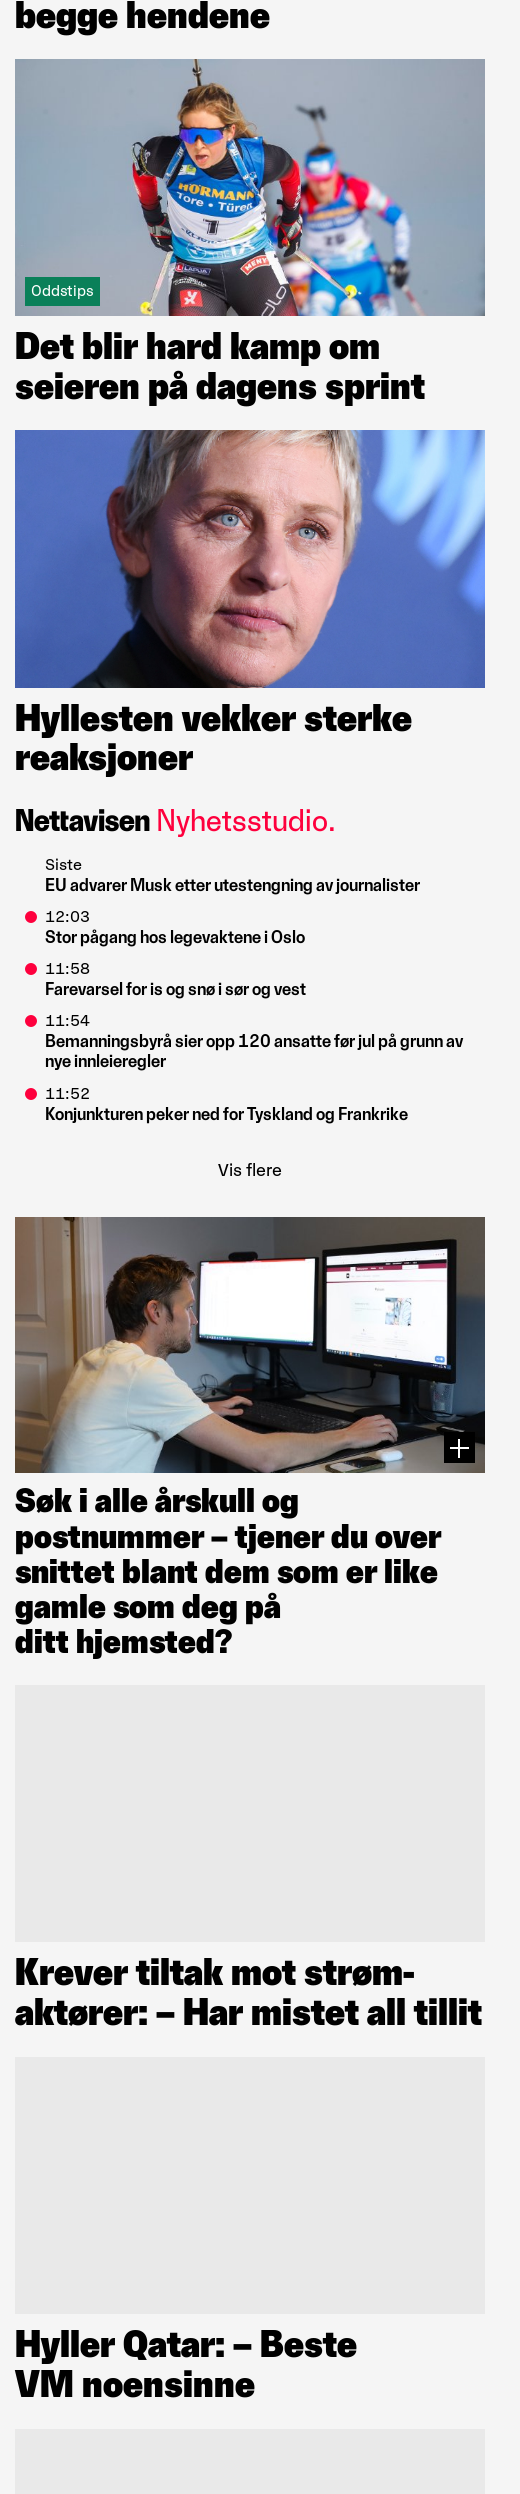 begge hendene
HÖRMANN
Tore • Türen
1
Oddstips
Det blir hard kamp om
seieren på dagens sprint
Hyllesten vekker sterke
reaksjoner
Nettavisen Nyhetsstudio.
Siste
EU advarer Musk etter utestengning av journalister
12:03
Stor pågang hos legevaktene i Oslo
11:58
Farevarsel for is og snø i sør og vest
11:54
Bemanningsbyrå sier opp 120 ansatte før jul på grunn av
nye innleieregler
11:52
Konjunkturen peker ned for Tyskland og Frankrike
Vis flere
Søk i alle årskull og
postnummer – tjener du over
snittet blant dem som er like
gamle som deg på
ditt hjemsted?
Krever tiltak mot strøm-
aktører: – Har mistet all tillit
Hyller Qatar: – Beste
VM noensinne